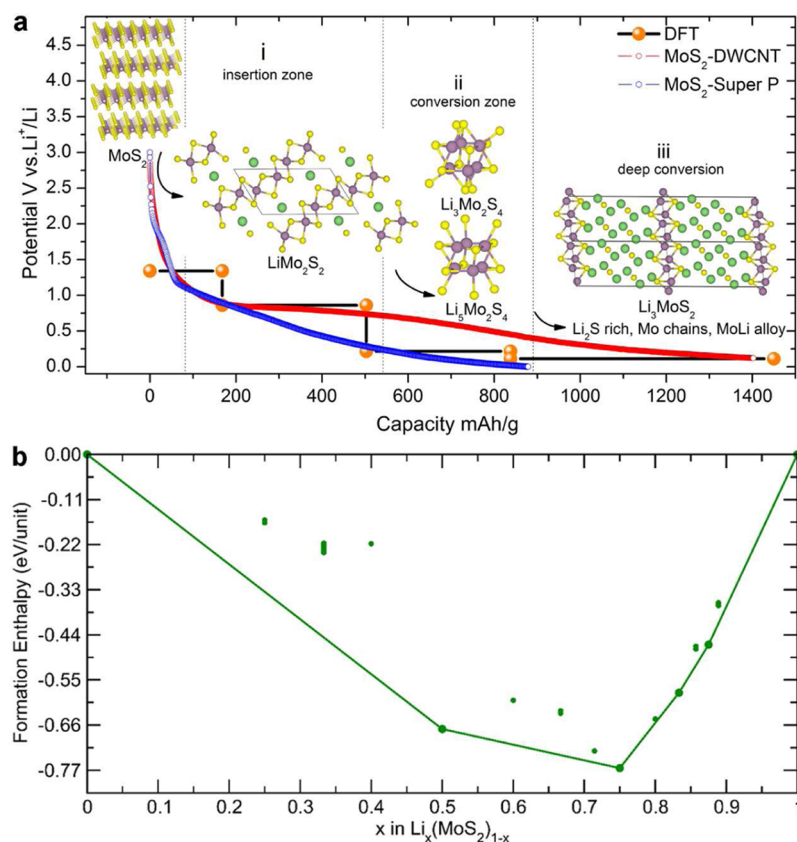 a
4.5
4.0
3.5
3.0
2.5
2.0
1.5
1.0
0.5
0.0
Potential V vs.Li⁺/Li
MoS₂
i
insertion zone
LiMo₂S₂
ii
conversion zone
Li₃Mo₂S₄
Li₅Mo₂S₄
DFT
MoS₂-DWCNT
MoS₂-Super P
iii
deep conversion
Li₃MoS₂
Li₂S rich, Mo chains, MoLi alloy
0 200 400 600 800 1000 1200 1400
Capacity mAh/g
b
0.00
-0.11
-0.22
-0.33
-0.44
-0.55
-0.66
-0.77
Formation Enthalpy (eV/unit)
0 0.1 0.2 0.3 0.4 0.5 0.6 0.7 0.8 0.9 1
x in Liₓ(MoS₂)₁₋ₓ